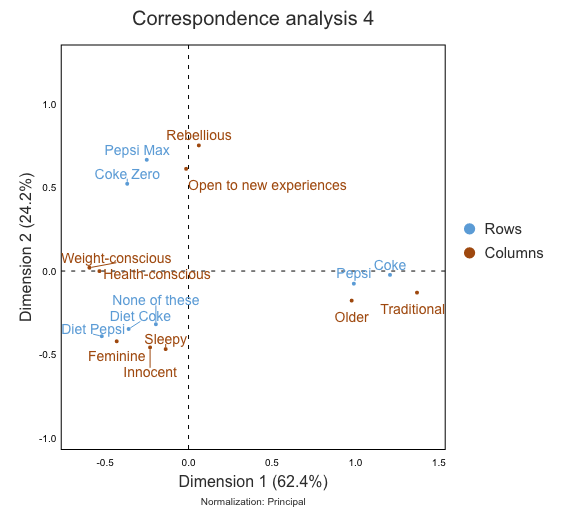 Correspondence analysis 4
Dimension 2 (24.2%)
1.0
0.5
0.0
-0.5
-1.0
Rebellious
Pepsi Max
Coke Zero
Open to new experiences
Weight-conscious
Health-conscious
Coke
Pepsi
None of these
Traditional
Older
Diet Coke
Diet Pepsi
Sleepy
Feminine
Innocent
Rows
Columns
-0.5
0.0
0.5
1.0
1.5
Dimension 1 (62.4%)
Normalization: Principal